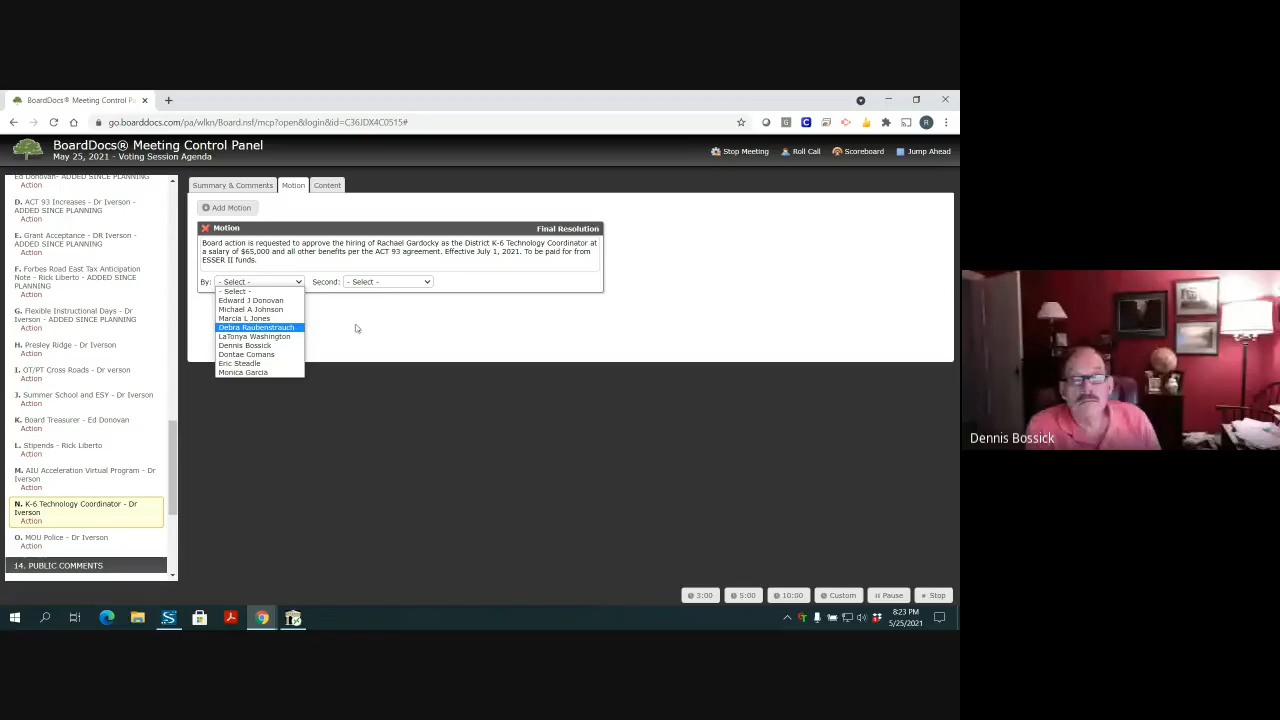 BoardDocs® Meeting Control Pa
go.boarddocs.com/pa/wlkn/Board.nsf/mcp?open&login&id=C36JDX4C0515#
R
BoardDocs® Meeting Control Panel
May 25, 2021 - Voting Session Agenda
Stop Meeting
Roll Call
Scoreboard
Jump Ahead
Ed Donovan- ADDED SINCE PLANNING
Action
D. ACT 93 Increases - Dr Iverson -
ADDED SINCE PLANNING
Action
E. Grant Acceptance - DR Iverson -
ADDED SINCE PLANNING
Action
F. Forbes Road East Tax Anticipation
Note - Rick Liberto - ADDED SINCE
PLANNING
Action
G. Flexible Instructional Days - Dr
Iverson - ADDED SINCE PLANNING
Action
H. Presley Ridge - Dr Iverson
Action
I. OT/PT Cross Roads - Dr verson
Action
J. Summer School and ESY - Dr Iverson
Action
K. Board Treasurer - Ed Donovan
Action
L. Stipends - Rick Liberto
Action
M. AIU Acceleration Virtual Program - Dr
Iverson
Action
N. K-6 Technology Coordinator - Dr
Iverson
Action
O. MOU Police - Dr Iverson
Action
14. PUBLIC COMMENTS
Summary & Comments
Motion
Content
Add Motion
Motion
Final Resolution
Board action is requested to approve the hiring of Rachael Gardocky as the District K-6 Technology Coordinator at
a salary of $65,000 and all other benefits per the ACT 93 agreement. Effective July 1, 2021. To be paid for from
ESSER II funds.
By: - Select - Second: - Select -
- Select -
Edward J Donovan
Michael A Johnson
Marcia L Jones
Debra Raubenstrauch
LaTonya Washington
Dennis Bossick
Dontae Comans
Eric Steadle
Monica Garcia
3:00
5:00
10:00
Custom
Pause
Stop
8:23 PM
5/25/2021
Dennis Bossick